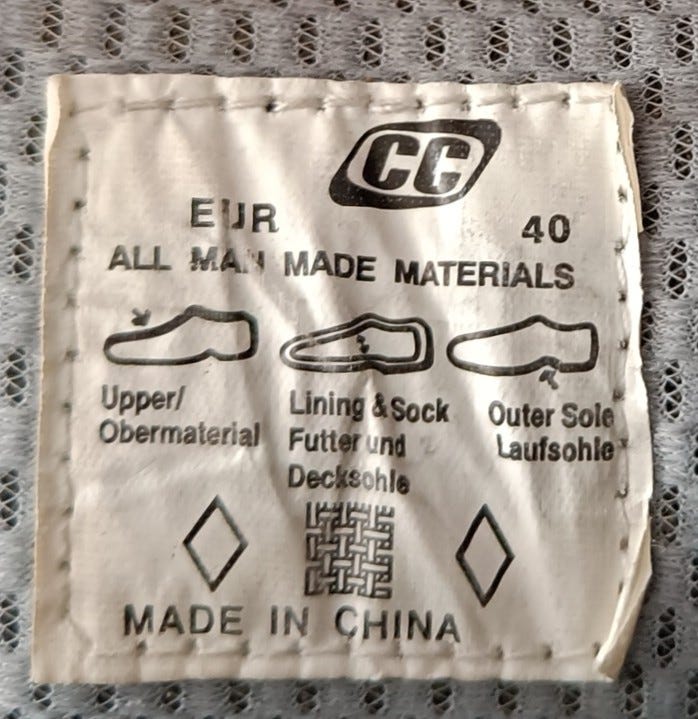 CC
EUR 40
ALL MAN MADE MATERIALS
Upper/ Lining & Sock Outer Sole
Obermaterial Futter und Laufsohle
Decksohle
MADE IN CHINA